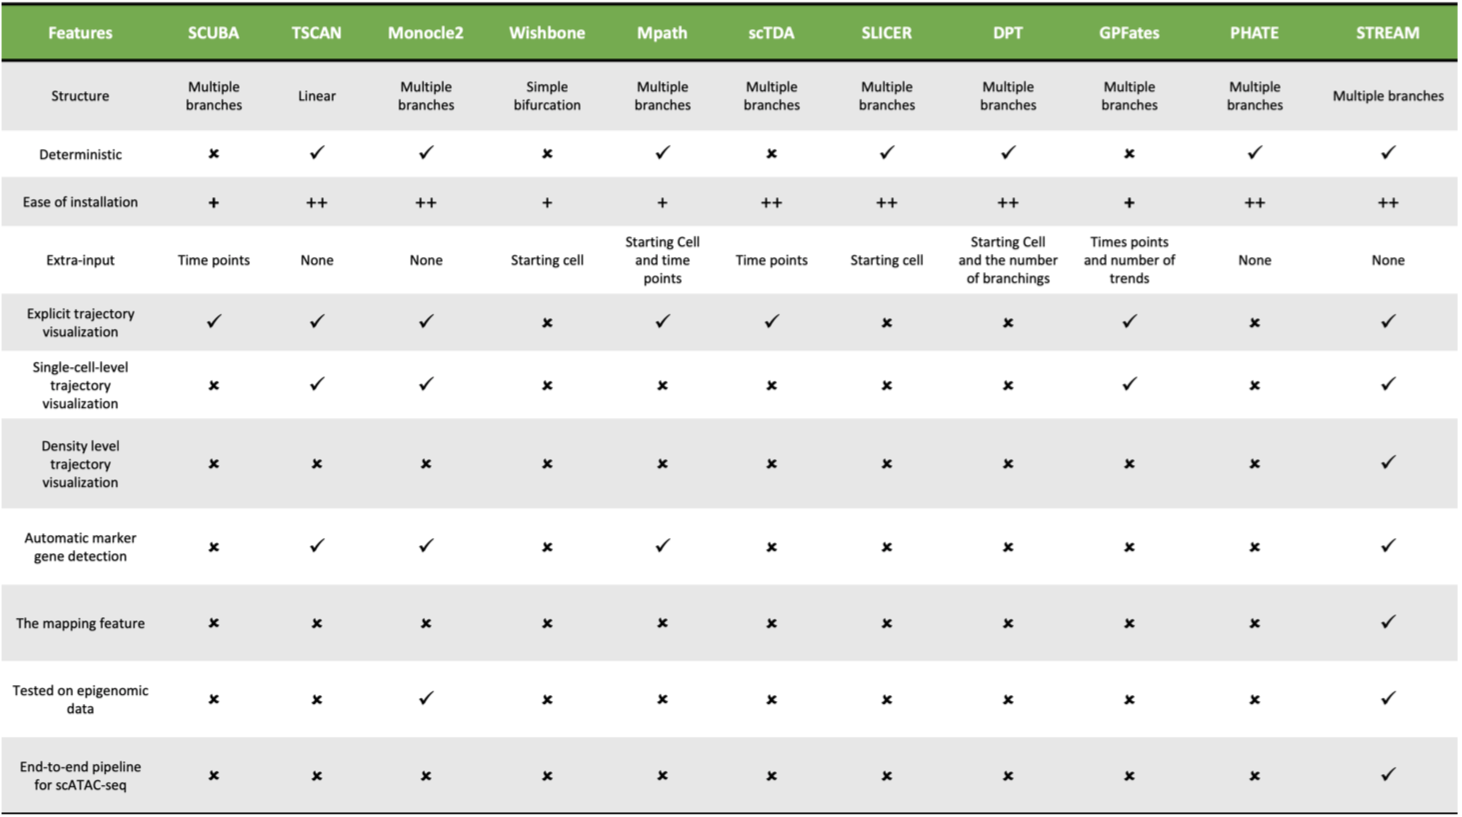 Features SCUBA TSCAN Monocle2 Wishbone Mpath scTDA SLICER DPT GPFates PHATE STREAM
Structure Multiple branches Linear Multiple branches Simple bifurcation Multiple branches Multiple branches Multiple branches Multiple branches Multiple branches Multiple branches Multiple branches
Deterministic ✗ ✓ ✓ ✗ ✓ ✗ ✓ ✓ ✗ ✓ ✓
Ease of installation + ++ ++ + + ++ ++ ++ + ++ ++
Extra-input Time points None None Starting cell Starting Cell and time points Time points Starting cell Starting Cell and the number of branchings Times points and number of trends None None
Explicit trajectory visualization ✓ ✓ ✓ ✗ ✓ ✓ ✗ ✗ ✓ ✗ ✓
Single-cell-level trajectory visualization ✗ ✓ ✓ ✗ ✗ ✗ ✗ ✗ ✓ ✗ ✓
Density level trajectory visualization ✗ ✗ ✗ ✗ ✗ ✗ ✗ ✗ ✗ ✗ ✓
Automatic marker gene detection ✗ ✓ ✓ ✗ ✓ ✗ ✗ ✗ ✗ ✗ ✓
The mapping feature ✗ ✗ ✗ ✗ ✗ ✗ ✗ ✗ ✗ ✗ ✓
Tested on epigenomic data ✗ ✗ ✓ ✗ ✗ ✗ ✗ ✗ ✗ ✗ ✓
End-to-end pipeline for scATAC-seq ✗ ✗ ✗ ✗ ✗ ✗ ✗ ✗ ✗ ✗ ✓